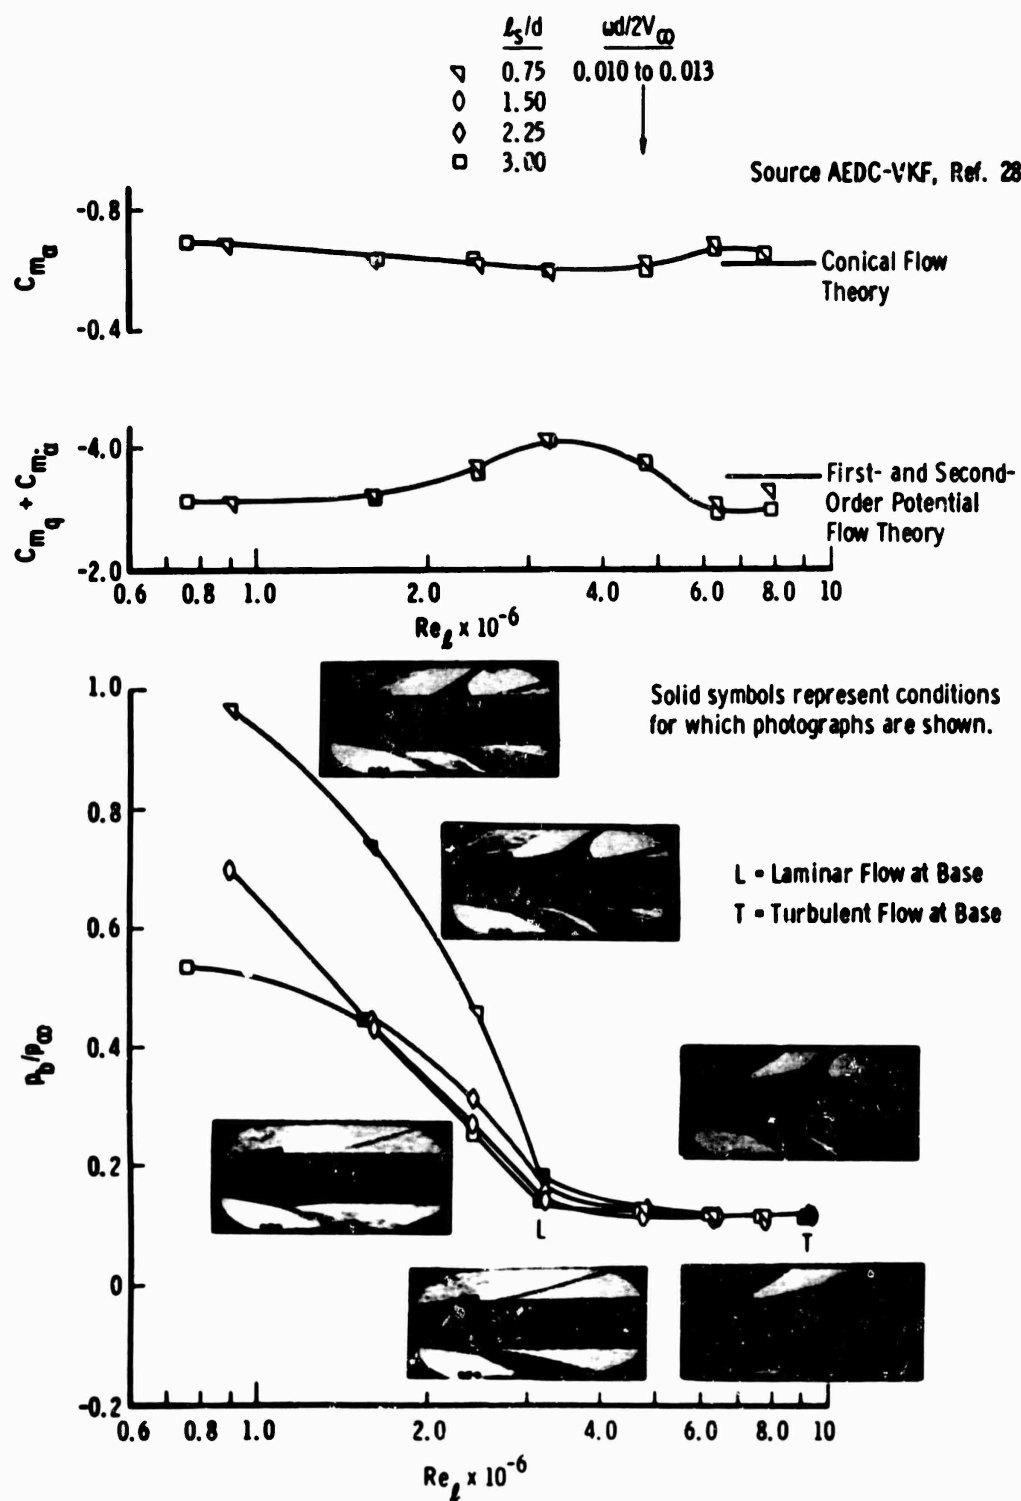 ℓs/d ωd/2V∞
0.75 0.010 to 0.013
1.50
2.25
3.00
Source AEDC-VKF, Ref. 28
-0.8
Cmα
-0.4
Conical Flow
Theory
-4.0
Cmq + Cmα̇
-2.0
First- and Second-
Order Potential
Flow Theory
0.6 0.8 1.0 2.0 4.0 6.0 8.0 10
Reℓ x 10-6
1.0
0.8
0.6
0.4
0.2
0
-0.2
pb/p∞
Solid symbols represent conditions
for which photographs are shown.
L = Laminar Flow at Base
T = Turbulent Flow at Base
L
T
0.6 0.8 1.0 2.0 4.0 6.0 8.0 10
Reℓ x 10-6